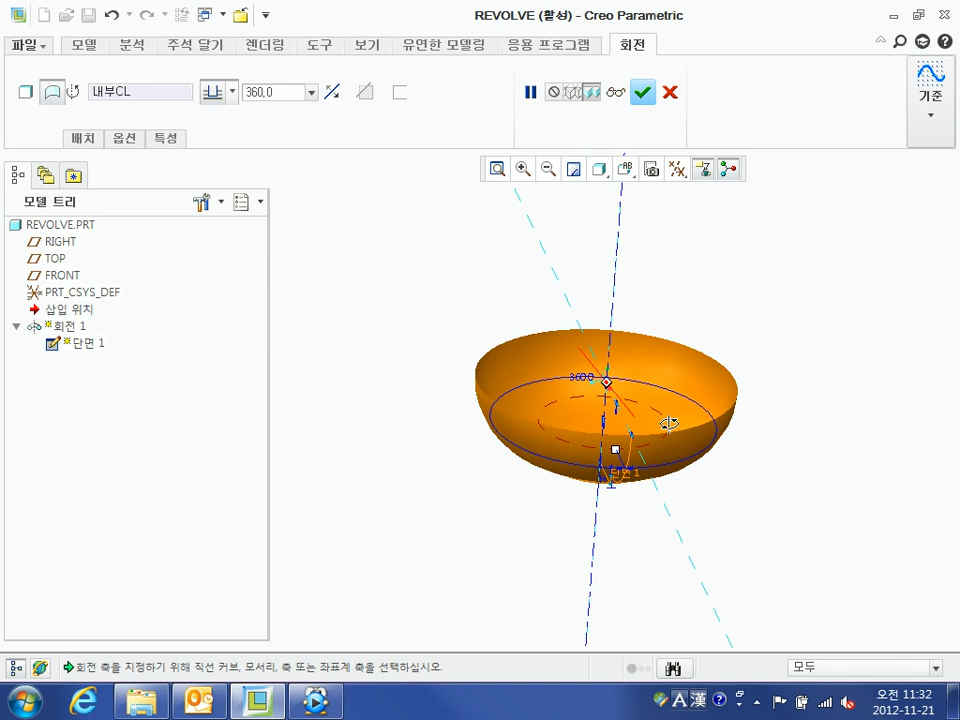 REVOLVE (활성) - Creo Parametric
파일 모델 분석 주석 달기 렌더링 도구 보기 유연한 모델링 응용 프로그램 회전
내부CL 360,0
기준
배치 옵션 특성
모델 트리
REVOLVE.PRT
RIGHT
TOP
FRONT
PRT_CSYS_DEF
삽입 위치
회전 1
단면 1
360.0
단면 1
회전 축을 지정하기 위해 직선 커브, 모서리, 축 또는 좌표계 축을 선택하십시오.
모두
A 漢
오전 11:32
2012-11-21